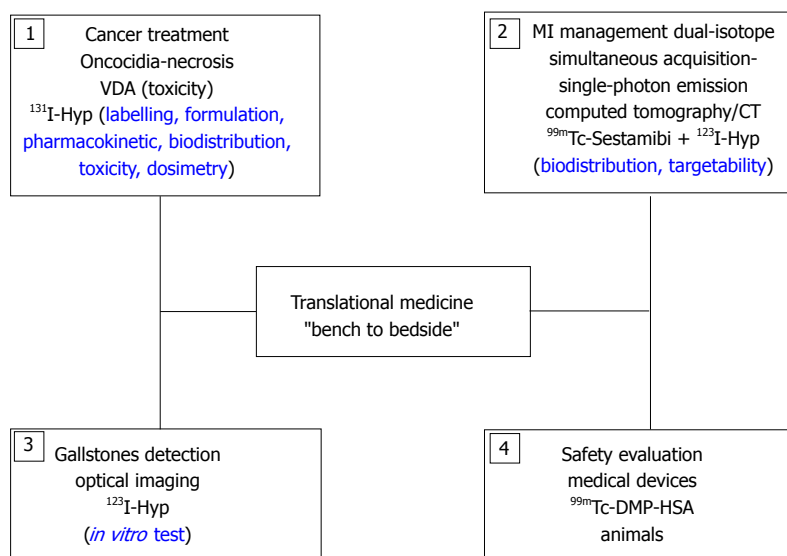 1
Cancer treatment
Oncocidia-necrosis
VDA (toxicity)
¹³¹I-Hyp (labelling, formulation,
pharmacokinetic, biodistribution,
toxicity, dosimetry)
2
MI management dual-isotope
simultaneous acquisition-
single-photon emission
computed tomography/CT
⁹⁹ᵐTc-Sestamibi + ¹²³I-Hyp
(biodistribution, targetability)
Translational medicine
"bench to bedside"
3
Gallstones detection
optical imaging
¹²³I-Hyp
(in vitro test)
4
Safety evaluation
medical devices
⁹⁹ᵐTc-DMP-HSA
animals